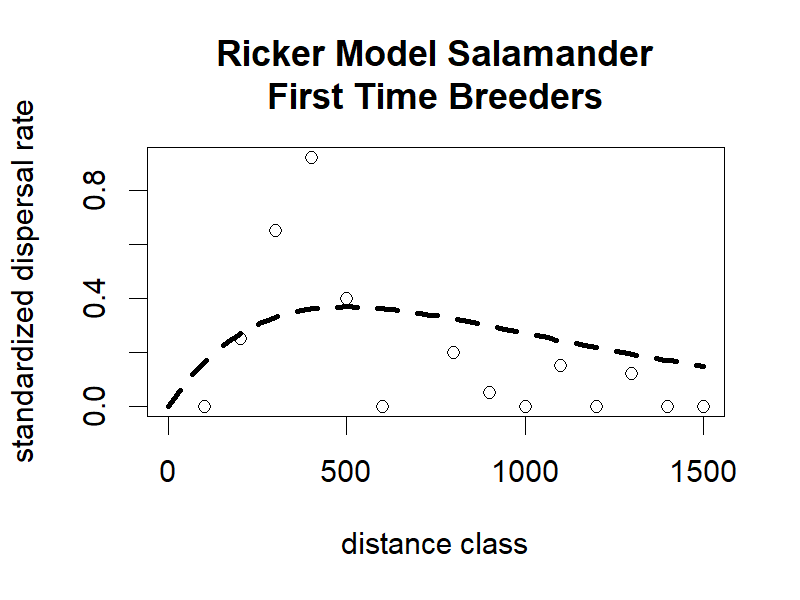 Ricker Model Salamander
First Time Breeders
standardized dispersal rate
0.8
0.4
0.0
0 500 1000 1500
distance class